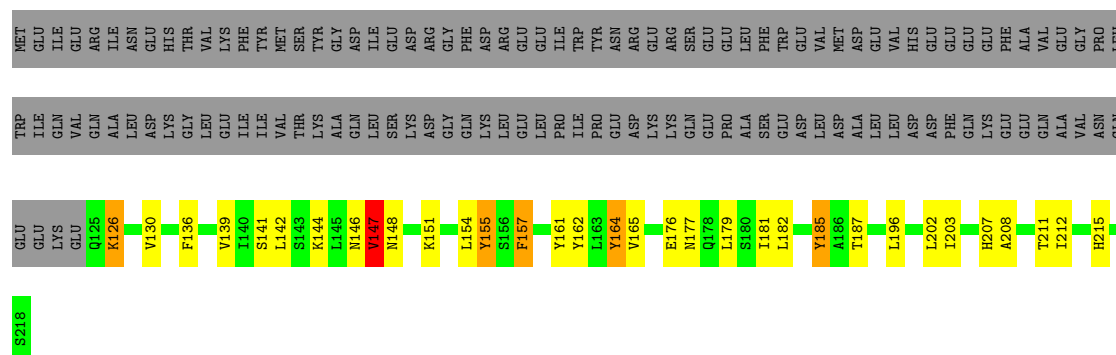 MET GLU ILE GLU ARG ILE ASN GLU HIS THR VAL LYS PHE TYR MET SER TYR GLY ASP ILE GLU ASP ARG GLY PHE ASP ARG GLU GLU ILE TRP TYR ASN ARG GLU ARG SER GLU GLU LEU PHE TRP GLU VAL MET ASP GLU VAL HIS GLU GLU GLU GLU PHE ALA VAL GLU GLY PRO LEU
TRP ILE GLN VAL GLN ALA LEU ASP LYS GLY LEU GLU ILE ILE VAL THR LYS ALA GLN LEU SER LYS ASP GLY GLN LYS LEU GLU LEU PRO ILE PRO GLU ASP LYS LYS GLN GLU PRO ALA SER GLU ASP LEU ASP ALA LEU LEU ASP ASP PHE GLN LYS GLU GLU GLN ALA VAL ASN GLN
GLU GLU LYS GLU Q125 K126 V130 F136 V139 I140 S141 L142 S143 K144 L145 N146 V147 N148 K151 L154 Y155 S156 F157 Y161 Y162 L163 Y164 V165 E176 N177 Q178 L179 S180 I181 L182 Y185 A186 T187 L196 L202 I203 H207 A208 T211 I212 H215
S218